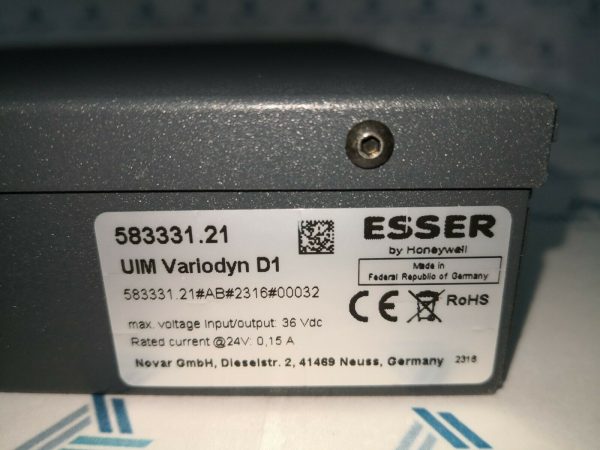 583331.21
UIM Variodyn D1
583331.21#AB#2316#00032
max. voltage input/output: 36 Vdc
Rated current @24V: 0,15 A
Novar GmbH, Dieselstr. 2, 41469 Neuss, Germany
2316
ESSER
by Honeywell
Made in
Federal Republic of Germany
CE
RoHS